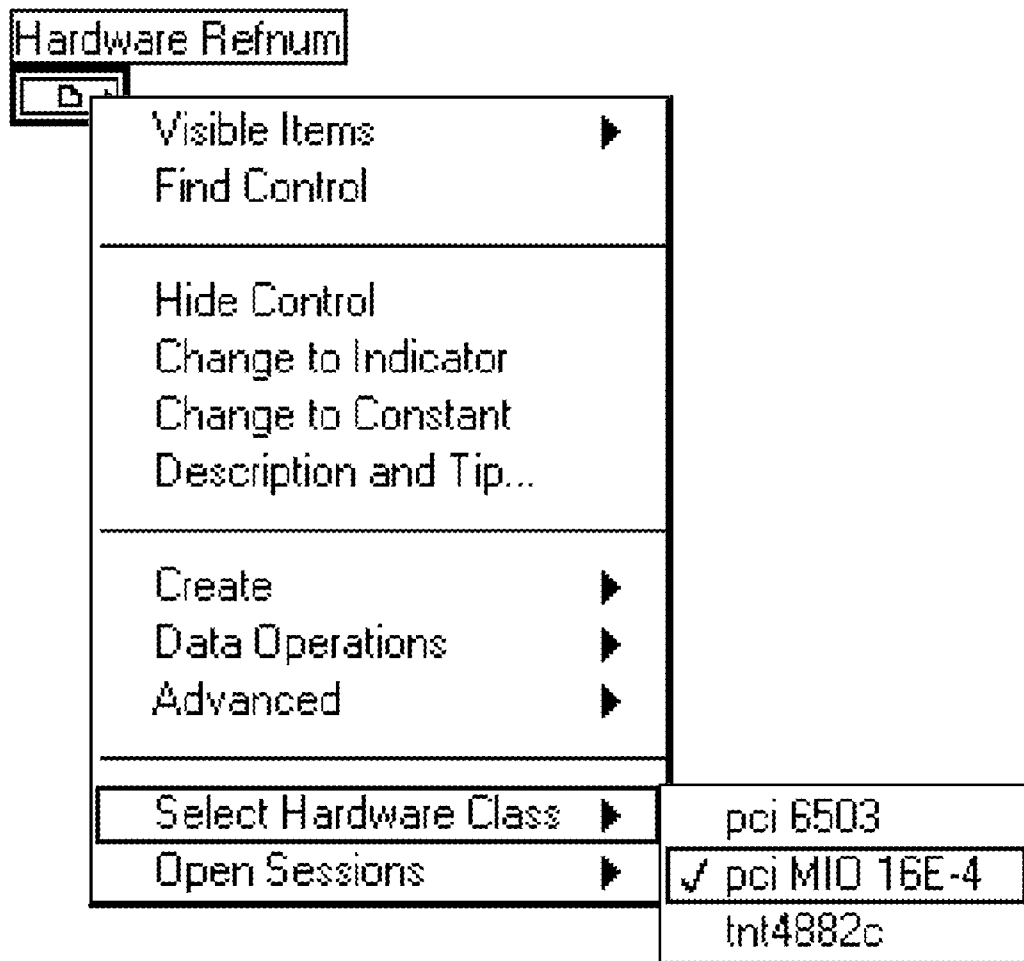 Hardware Refnum
Visible Items
Find Control
Hide Control
Change to Indicator
Change to Constant
Description and Tip...
Create
Data Operations
Advanced
Select Hardware Class
Open Sessions
pci 6503
✓ pci MIO 16E-4
tnt4882c